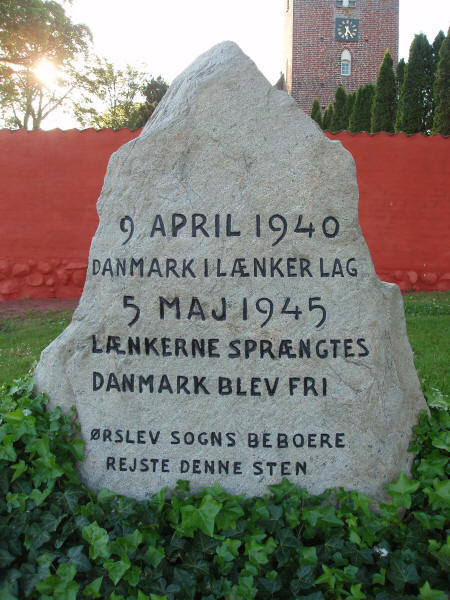 9 APRIL 1940
DANMARK I LÆNKER LAG
5 MAJ 1945
LÆNKERNE SPRÆNGTES
DANMARK BLEV FRI
ØRSLEV SOGNS BEBOERE
REJSTE DENNE STEN